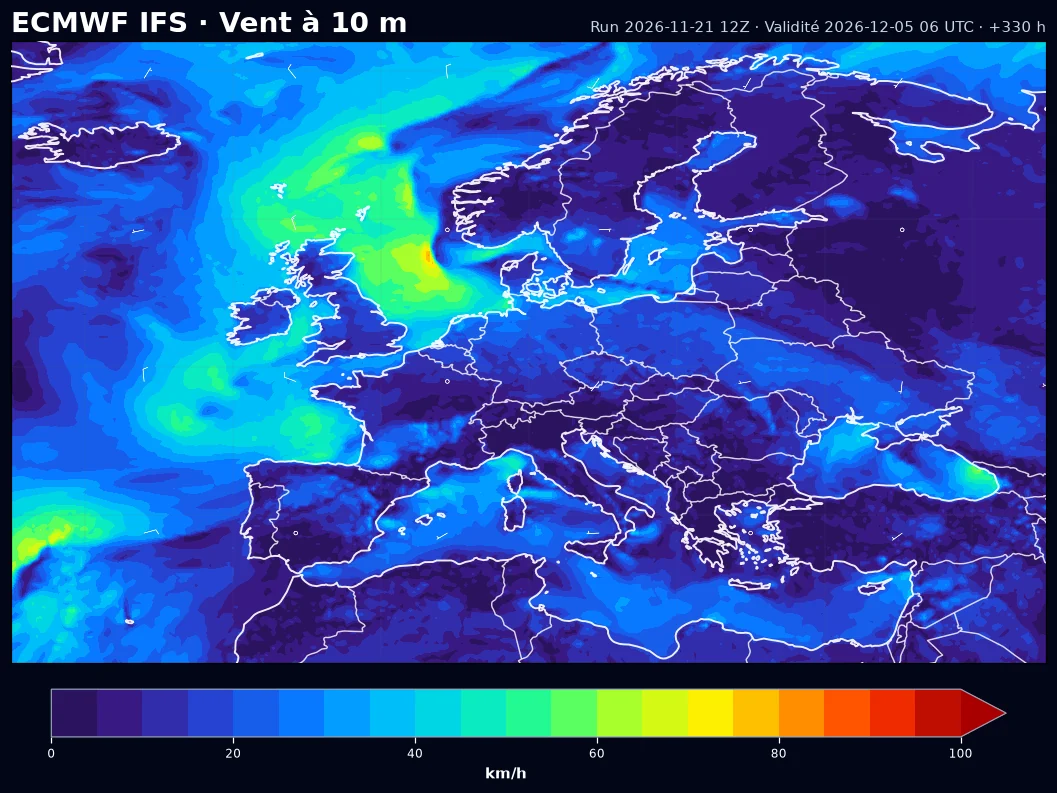 ECMWF IFS · Vent à 10 m
Run 2026-11-21 12Z · Validité 2026-12-05 06 UTC · +330 h
0 20 40 60 80 100
km/h